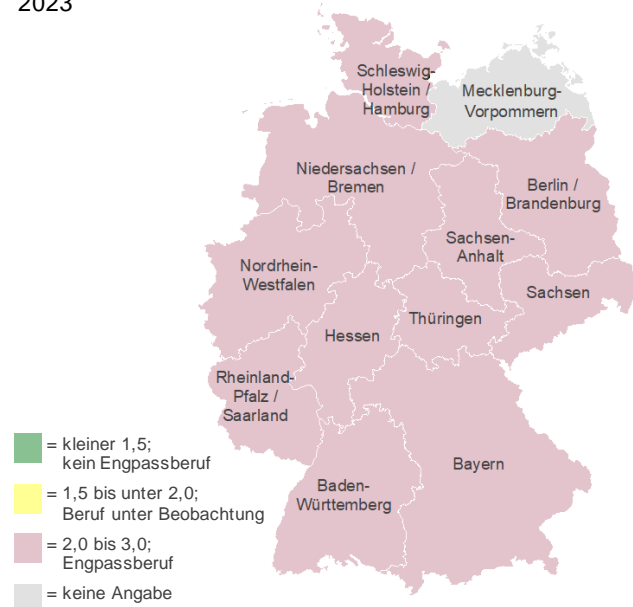 2023
Schleswig-
Holstein /
Hamburg
Mecklenburg-
Vorpommern
Niedersachsen /
Bremen
Berlin /
Brandenburg
Sachsen-
Anhalt
Nordrhein-
Westfalen
Sachsen
Thüringen
Hessen
Rheinland-
Pfalz /
Saarland
Bayern
Baden-
Württemberg
= kleiner 1,5;
kein Engpassberuf
= 1,5 bis unter 2,0;
Beruf unter Beobachtung
= 2,0 bis 3,0;
Engpassberuf
= keine Angabe